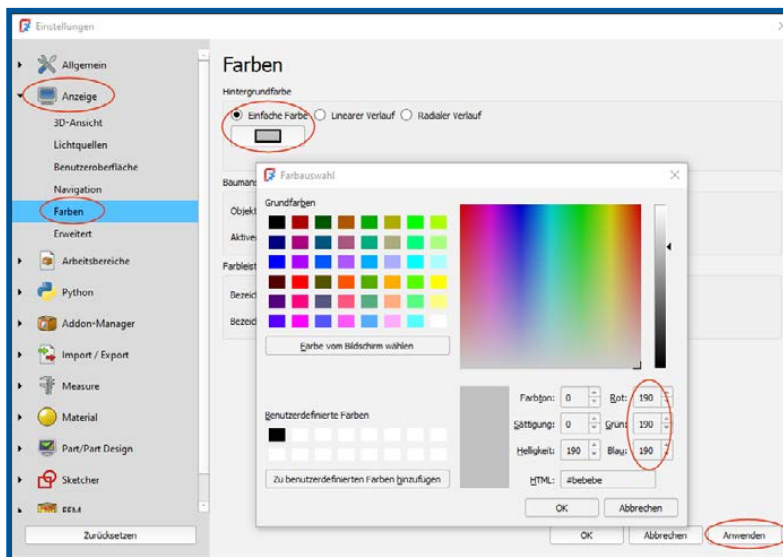 Einstellungen
Allgemein
Anzeige
3D-Ansicht
Lichtquellen
Benutzeroberfläche
Navigation
Farben
Erweitert
Arbeitsbereiche
Python
Addon-Manager
Import / Export
Measure
Material
Part/Part Design
Sketcher
FEM
Zurücksetzen
Farben
Hintergrundfarbe
Einfache Farbe Linearer Verlauf Radialer Verlauf
Farbauswahl
Grundfarben
Farbe vom Bildschirm wählen
Benutzerdefinierte Farben
Zu benutzerdefinierten Farben hinzufügen
Farbton: 0 Rot: 190
Sättigung: 0 Grün: 190
Helligkeit: 190 Blau: 190
HTML: #bebebe
OK Abbrechen
OK Abbrechen Anwenden